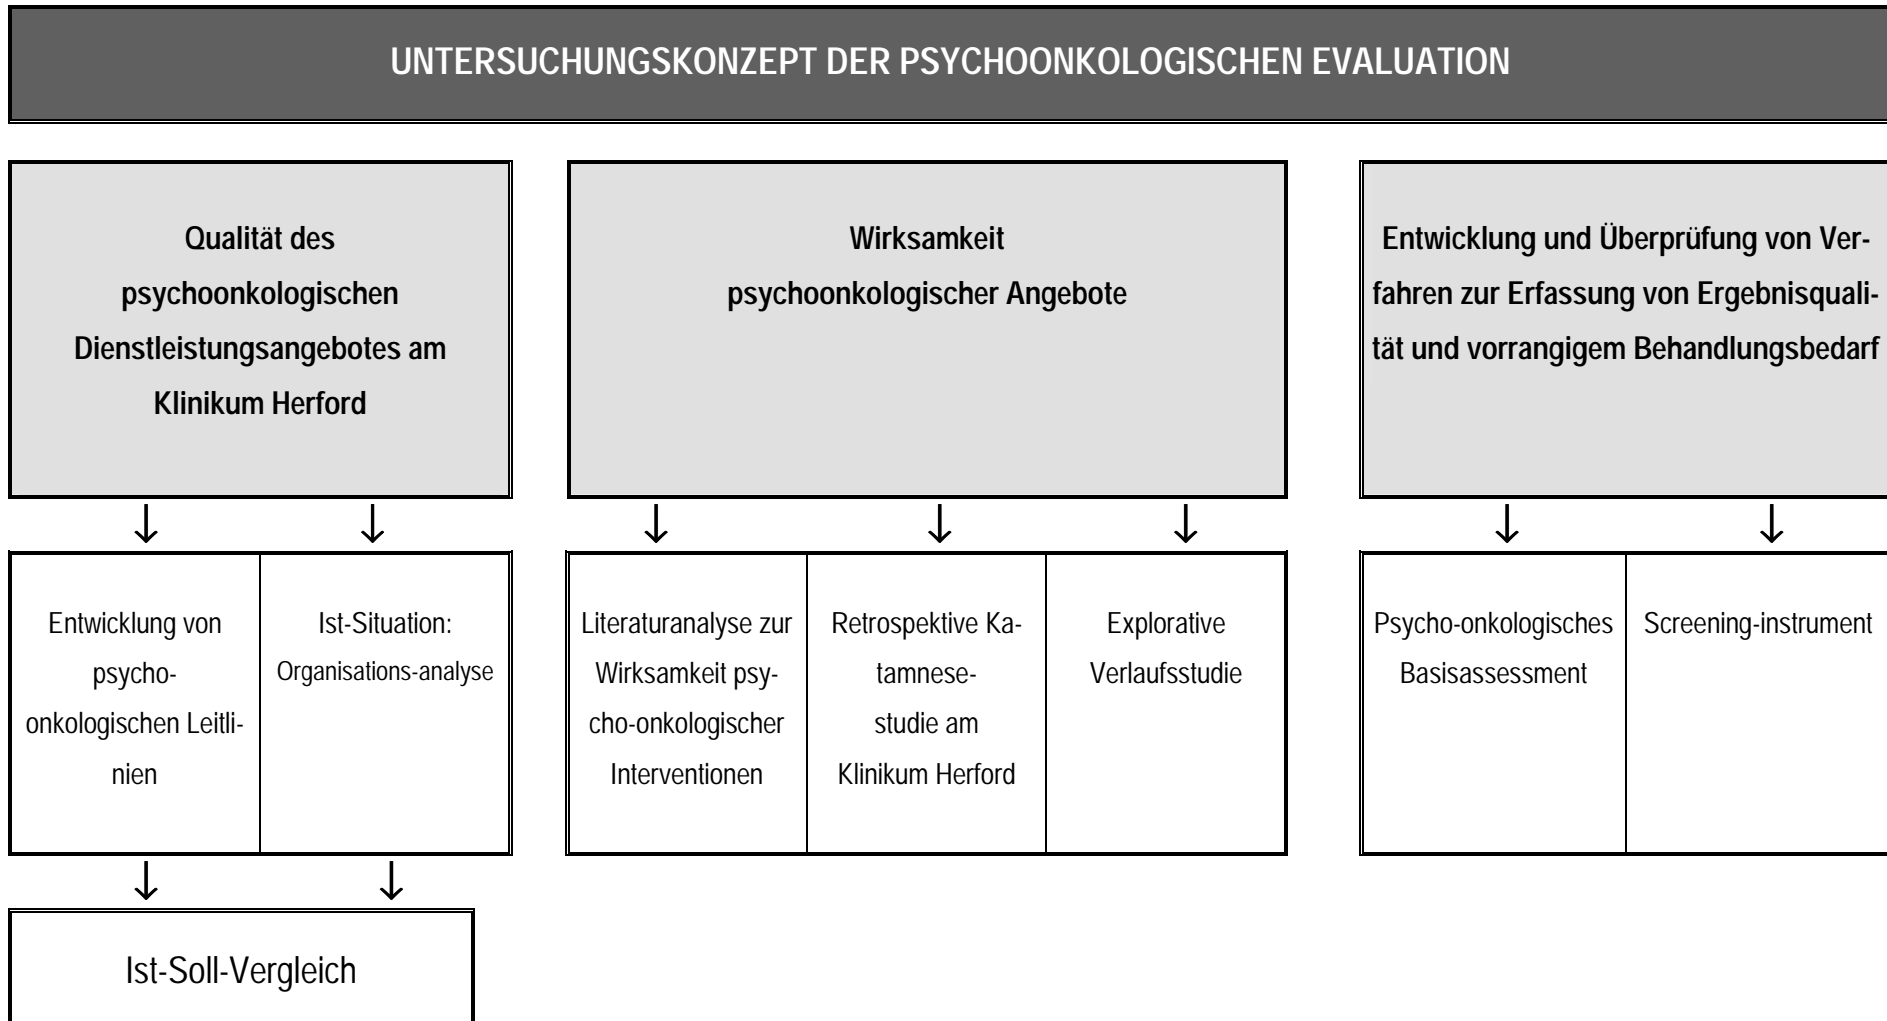 UNTERSUCHUNGSKONZEPT DER PSYCHOONKOLOGISCHEN EVALUATION
Qualität des
psychoonkologischen
Dienstleistungsangebotes am
Klinikum Herford
Wirksamkeit
psychoonkologischer Angebote
Entwicklung und Überprüfung von Ver-
fahren zur Erfassung von Ergebnisquali-
tät und vorrangigem Behandlungsbedarf
Entwicklung von
psycho-
onkologischen Leitli-
nien
Ist-Situation:
Organisations-analyse
Literaturanalyse zur
Wirksamkeit psy-
cho-onkologischer
Interventionen
Retrospektive Ka-
tamnese-
studie am
Klinikum Herford
Explorative
Verlaufsstudie
Psycho-onkologisches
Basisassessment
Screening-instrument
Ist-Soll-Vergleich